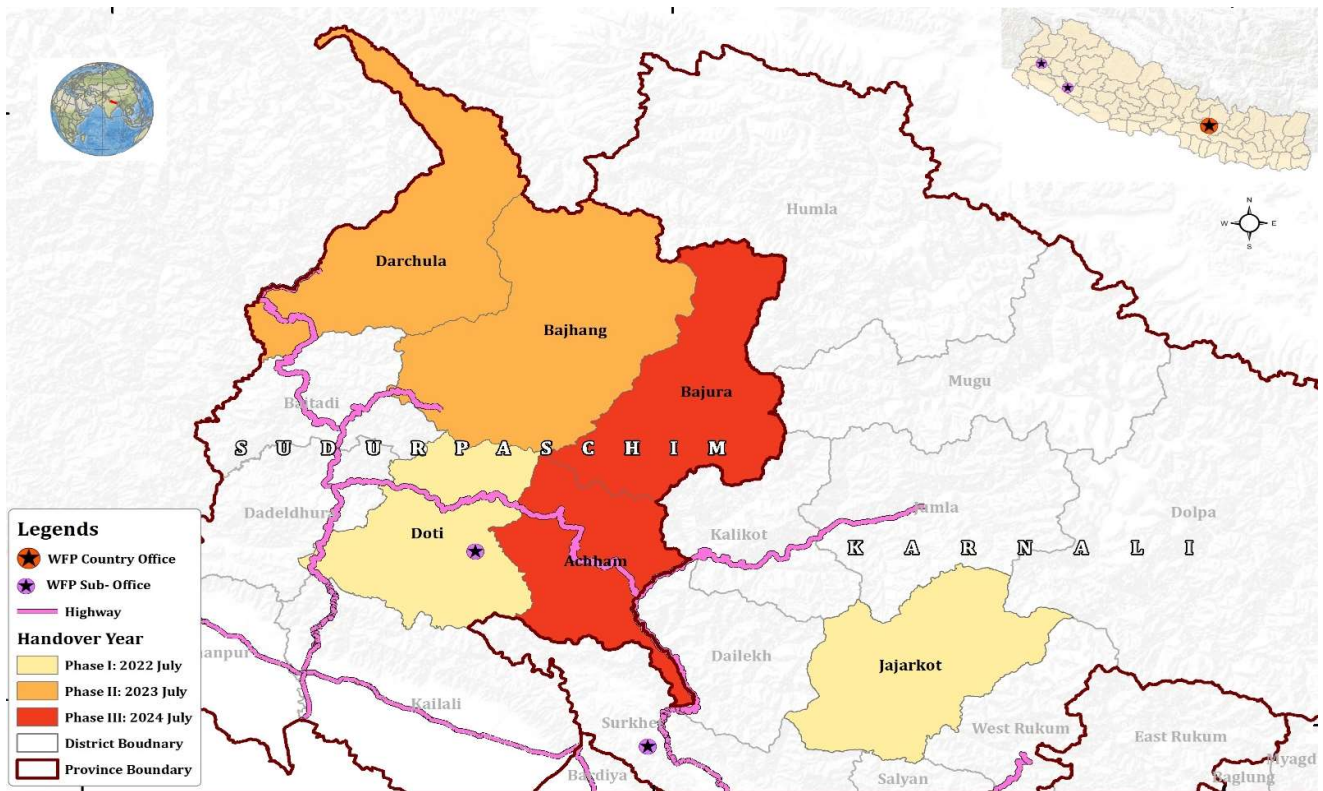 Humla
N
W E
S
Darchula
Bajhang
Bajura
Mugu
Baitadi
SUDURPASCHIM
Dadeldhura
Doti
Kalikot
Jumla
Dolpa
KARNALI
Achham
Dailekh
Jajarkot
Kailali
Surkhet
West Rukum
East Rukum
Bardiya
Salyan
Baglung
Legends
WFP Country Office
WFP Sub- Office
Highway
Handover Year
Phase I: 2022 July
Phase II: 2023 July
Phase III: 2024 July
District Boudnary
Province Boundary